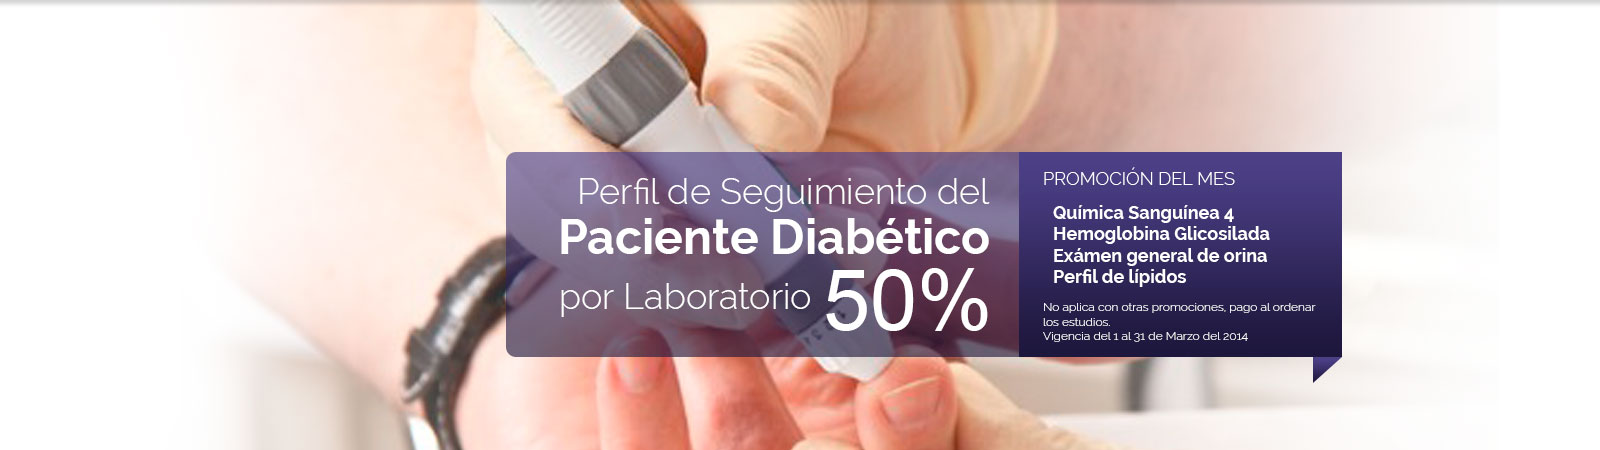 Perfil de Seguimiento del
Paciente Diabético
por Laboratorio 50%
PROMOCIÓN DEL MES
Química Sanguínea 4
Hemoglobina Glicosilada
Exámen general de orina
Perfil de lípidos
No aplica con otras promociones, pago al ordenar
los estudios.
Vigencia del 1 al 31 de Marzo del 2014